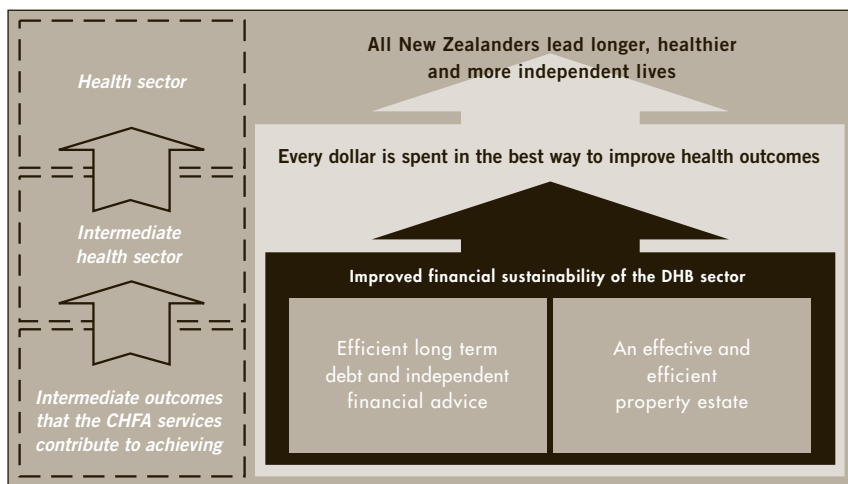 Health sector
Intermediate
health sector
Intermediate outcomes
that the CHFA services
contribute to achieving
All New Zealanders lead longer, healthier
and more independent lives
Every dollar is spent in the best way to improve health outcomes
Improved financial sustainability of the DHB sector
Efficient long term
debt and independent
financial advice
An effective and
efficient
property estate